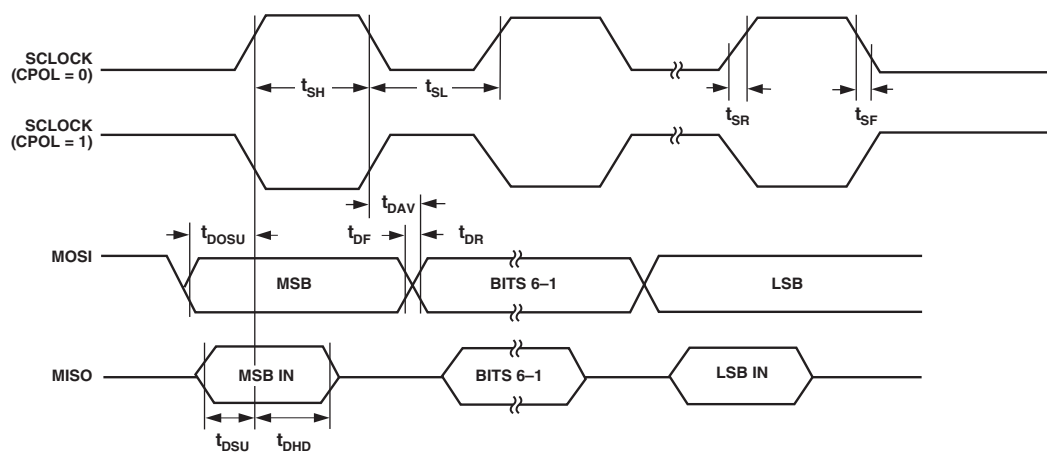 SCLOCK
(CPOL = 0)
tSH
tSL
tSR
tSF
SCLOCK
(CPOL = 1)
tDAV
tDOSU
tDF
tDR
MOSI
MSB
BITS 6–1
LSB
MISO
MSB IN
BITS 6–1
LSB IN
tDSU
tDHD